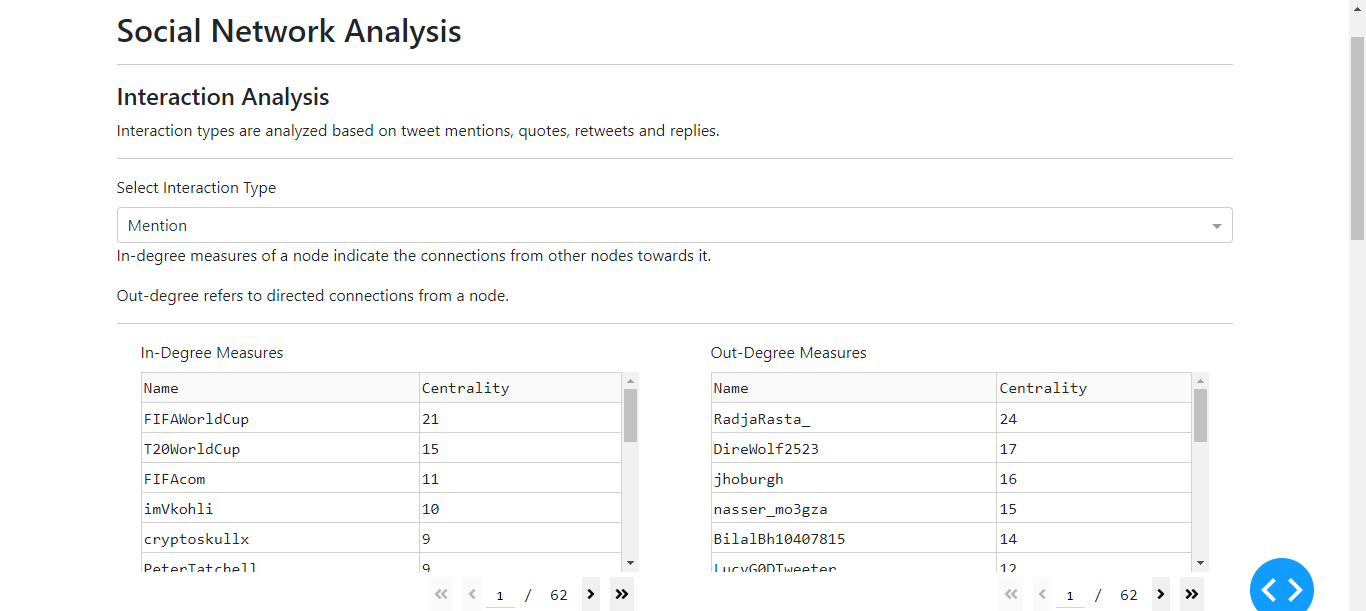 Social Network Analysis
Interaction Analysis
Interaction types are analyzed based on tweet mentions, quotes, retweets and replies.
Select Interaction Type
Mention
In-degree measures of a node indicate the connections from other nodes towards it.
Out-degree refers to directed connections from a node.
In-Degree Measures
Name Centrality
FIFAWorldCup 21
T20WorldCup 15
FIFAcom 11
imVkohli 10
cryptoskullx 9
PeterTatchell 9
1 / 62
Out-Degree Measures
Name Centrality
RadjaRasta_ 24
DireWolf2523 17
jhoburgh 16
nasser_mo3gza 15
BilalBh10407815 14
LucyG0DTweeter 12
1 / 62